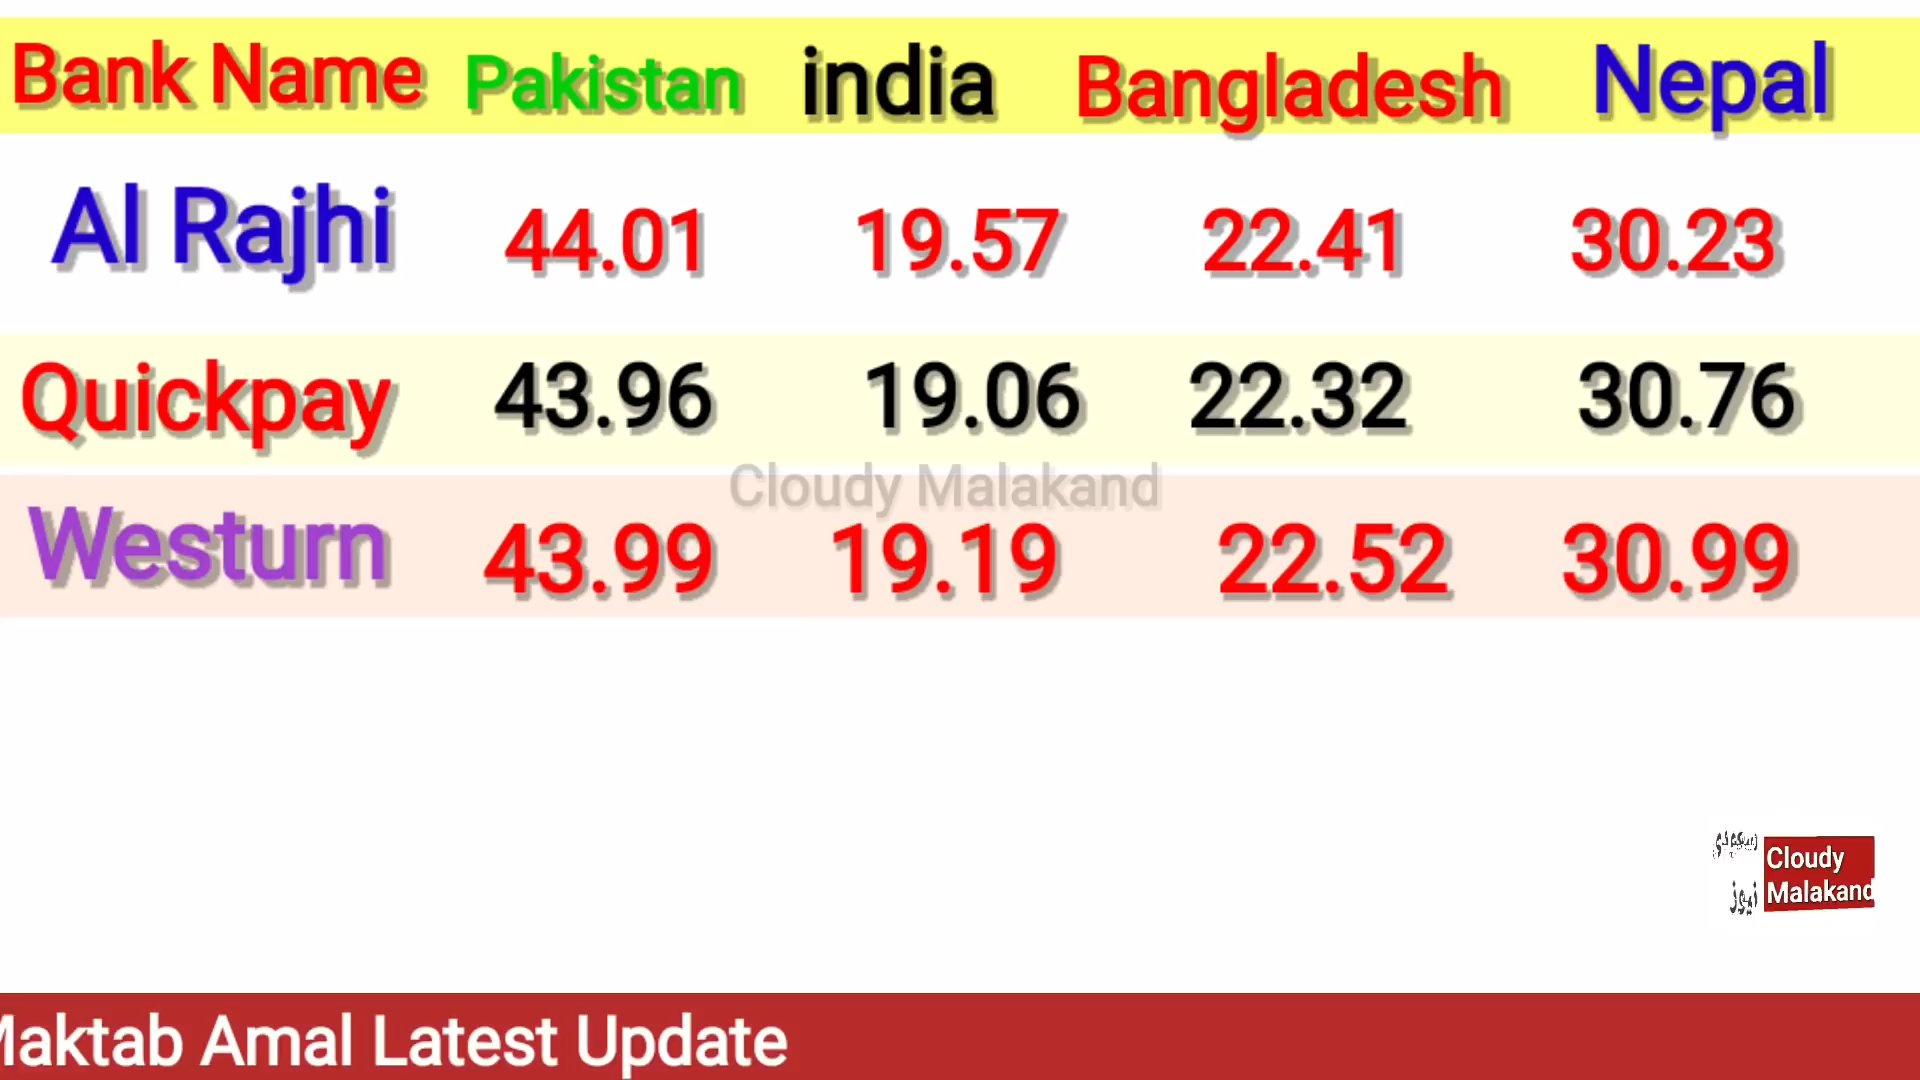 Bank Name Pakistan india Bangladesh Nepal
Al Rajhi 44.01 19.57 22.41 30.23
Quickpay 43.96 19.06 22.32 30.76
Cloudy Malakand
Westurn 43.99 19.19 22.52 30.99
Cloudy
Malakand
نیوز
Maktab Amal Latest Update